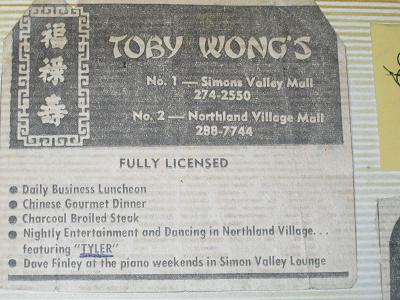 福
祿
壽
TOBY WONG'S
No. 1 — Simons Valley Mall
274-2550
No. 2 — Northland Village Mall
288-7744
FULLY LICENSED
Daily Business Luncheon
Chinese Gourmet Dinner
Charcoal Broiled Steak
Nightly Entertainment and Dancing in Northland Village...
featuring "TYLER"
Dave Finley at the piano weekends in Simon Valley Lounge